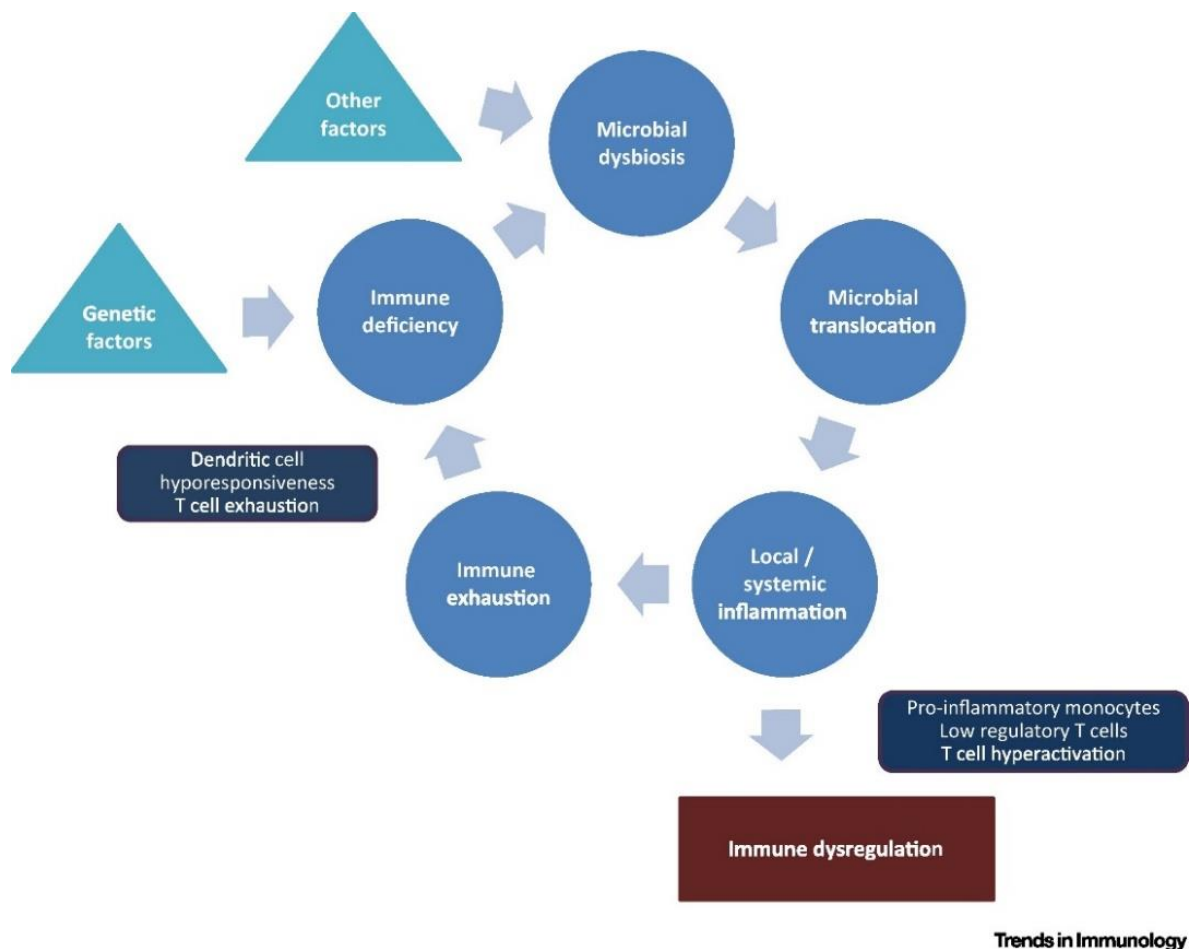 Other
factors
Microbial
dysbiosis
Genetic
factors
Immune
deficiency
Microbial
translocation
Dendritic cell
hyporesponsiveness
T cell exhaustion
Immune
exhaustion
Local /
systemic
inflammation
Pro-inflammatory monocytes
Low regulatory T cells
T cell hyperactivation
Immune dysregulation
Trends in Immunology